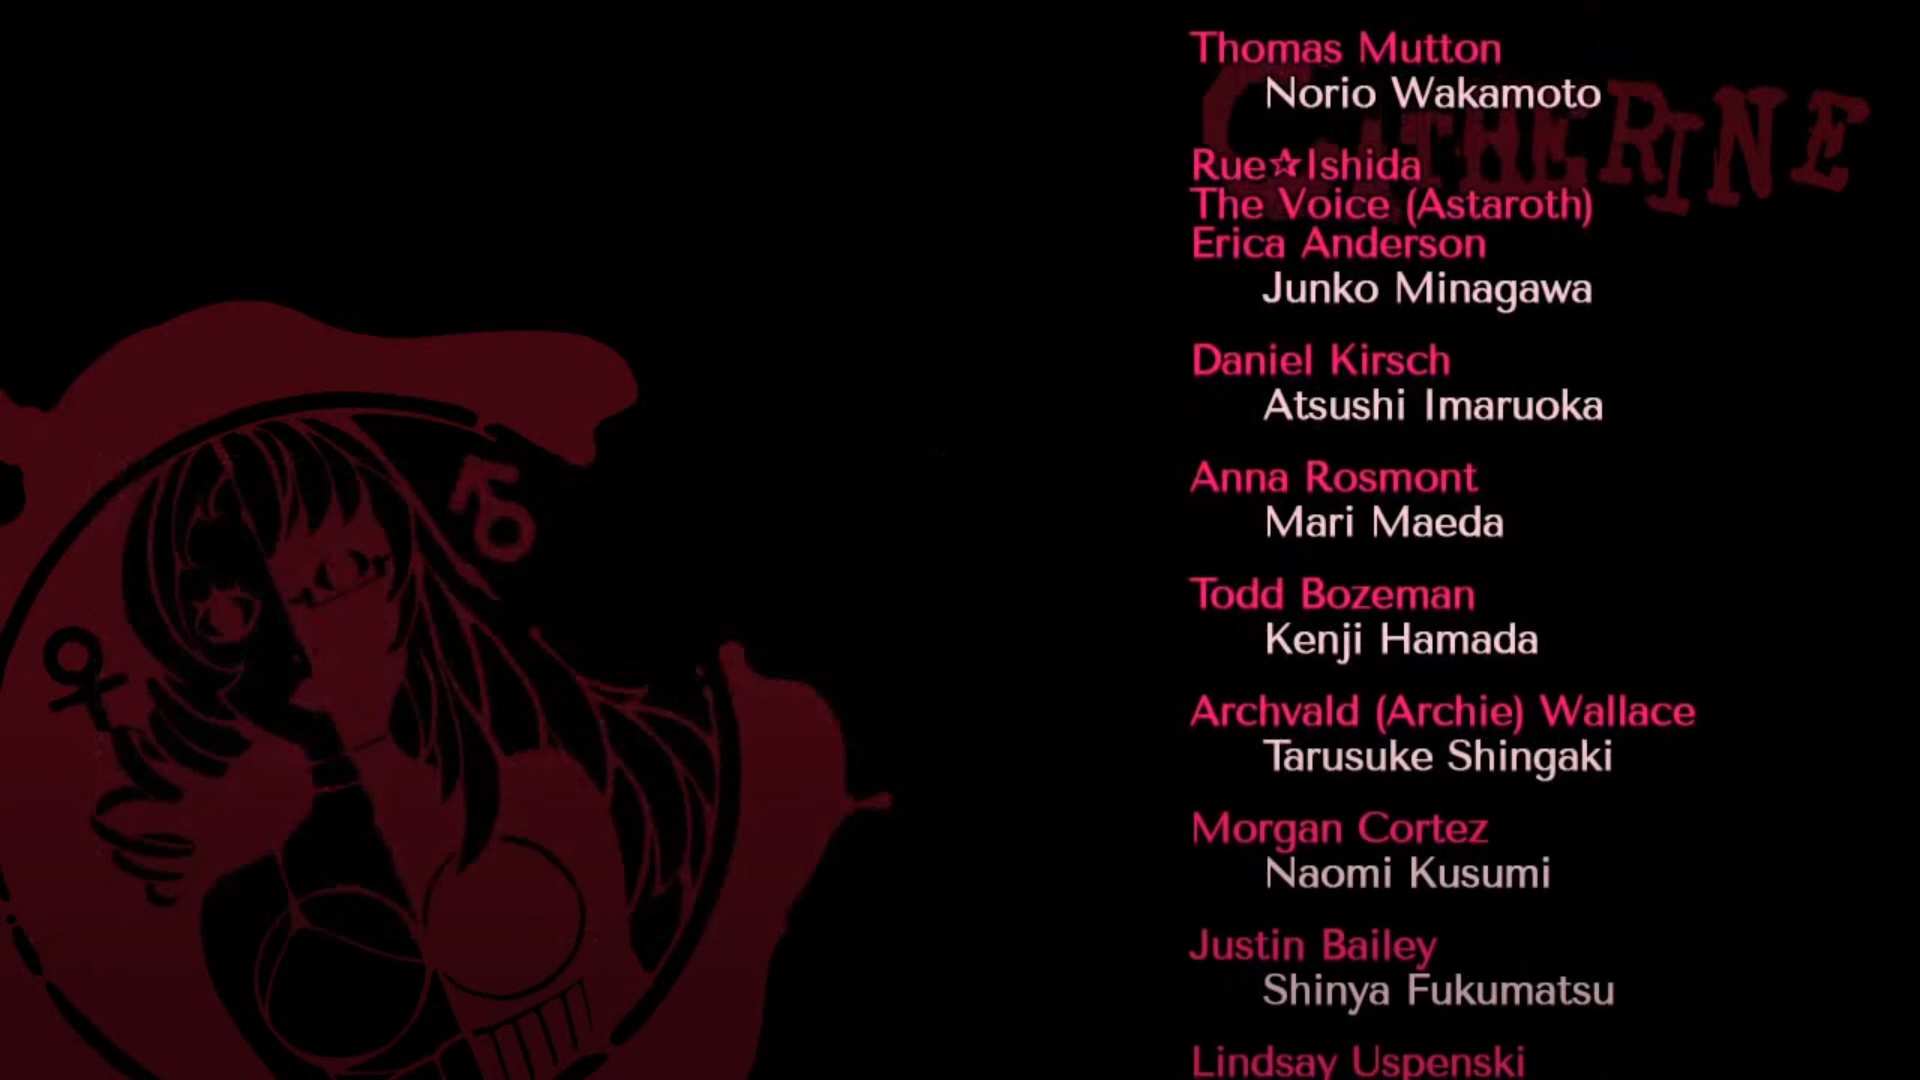 Thomas Mutton
Norio Wakamoto
CATHERINE
Rue☆Ishida
The Voice (Astaroth)
Erica Anderson
Junko Minagawa
Daniel Kirsch
Atsushi Imaruoka
Anna Rosmont
Mari Maeda
Todd Bozeman
Kenji Hamada
Archvald (Archie) Wallace
Tarusuke Shingaki
Morgan Cortez
Naomi Kusumi
Justin Bailey
Shinya Fukumatsu
Lindsay Uspenski